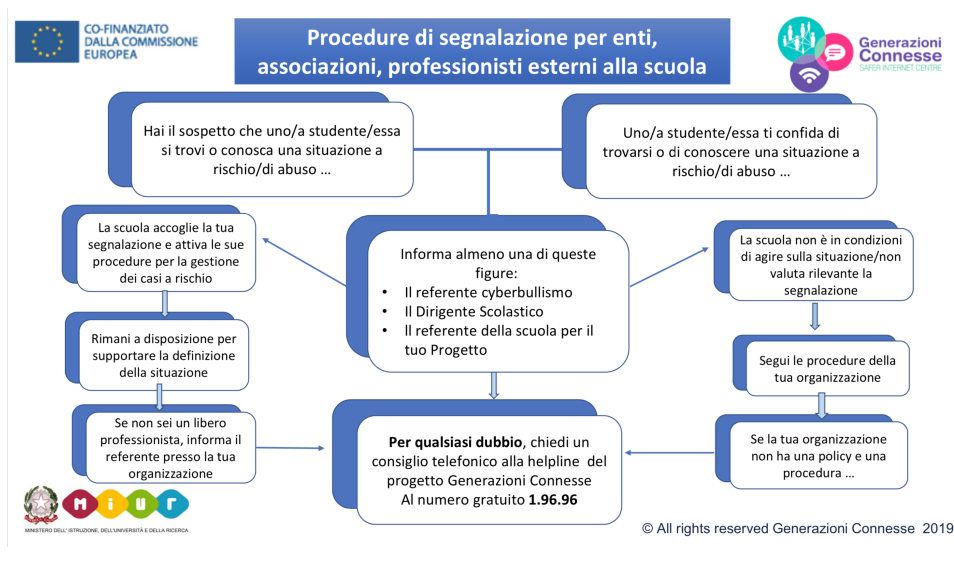 CO-FINANZIATO
DALLA COMMISSIONE
EUROPEA
Procedure di segnalazione per enti,
associazioni, professionisti esterni alla scuola
Generazioni
Connesse
SAFER INTERNET CENTRE
Hai il sospetto che uno/a studente/essa
si trovi o conosca una situazione a
rischio/di abuso …
Uno/a studente/essa ti confida di
trovarsi o di conoscere una situazione a
rischio/di abuso …
La scuola accoglie la tua
segnalazione e attiva le sue
procedure per la gestione
dei casi a rischio
Informa almeno una di queste
figure:
• Il referente cyberbullismo
• Il Dirigente Scolastico
• Il referente della scuola per il
tuo Progetto
La scuola non è in condizioni
di agire sulla situazione/non
valuta rilevante la
segnalazione
Rimani a disposizione per
supportare la definizione
della situazione
Segui le procedure della
tua organizzazione
Se non sei un libero
professionista, informa il
referente presso la tua
organizzazione
Per qualsiasi dubbio, chiedi un
consiglio telefonico alla helpline del
progetto Generazioni Connesse
Al numero gratuito 1.96.96
Se la tua organizzazione
non ha una policy e una
procedura …
miur
MINISTERO DELL' ISTRUZIONE, DELL'UNIVERSITÀ E DELLA RICERCA
© All rights reserved Generazioni Connesse 2019